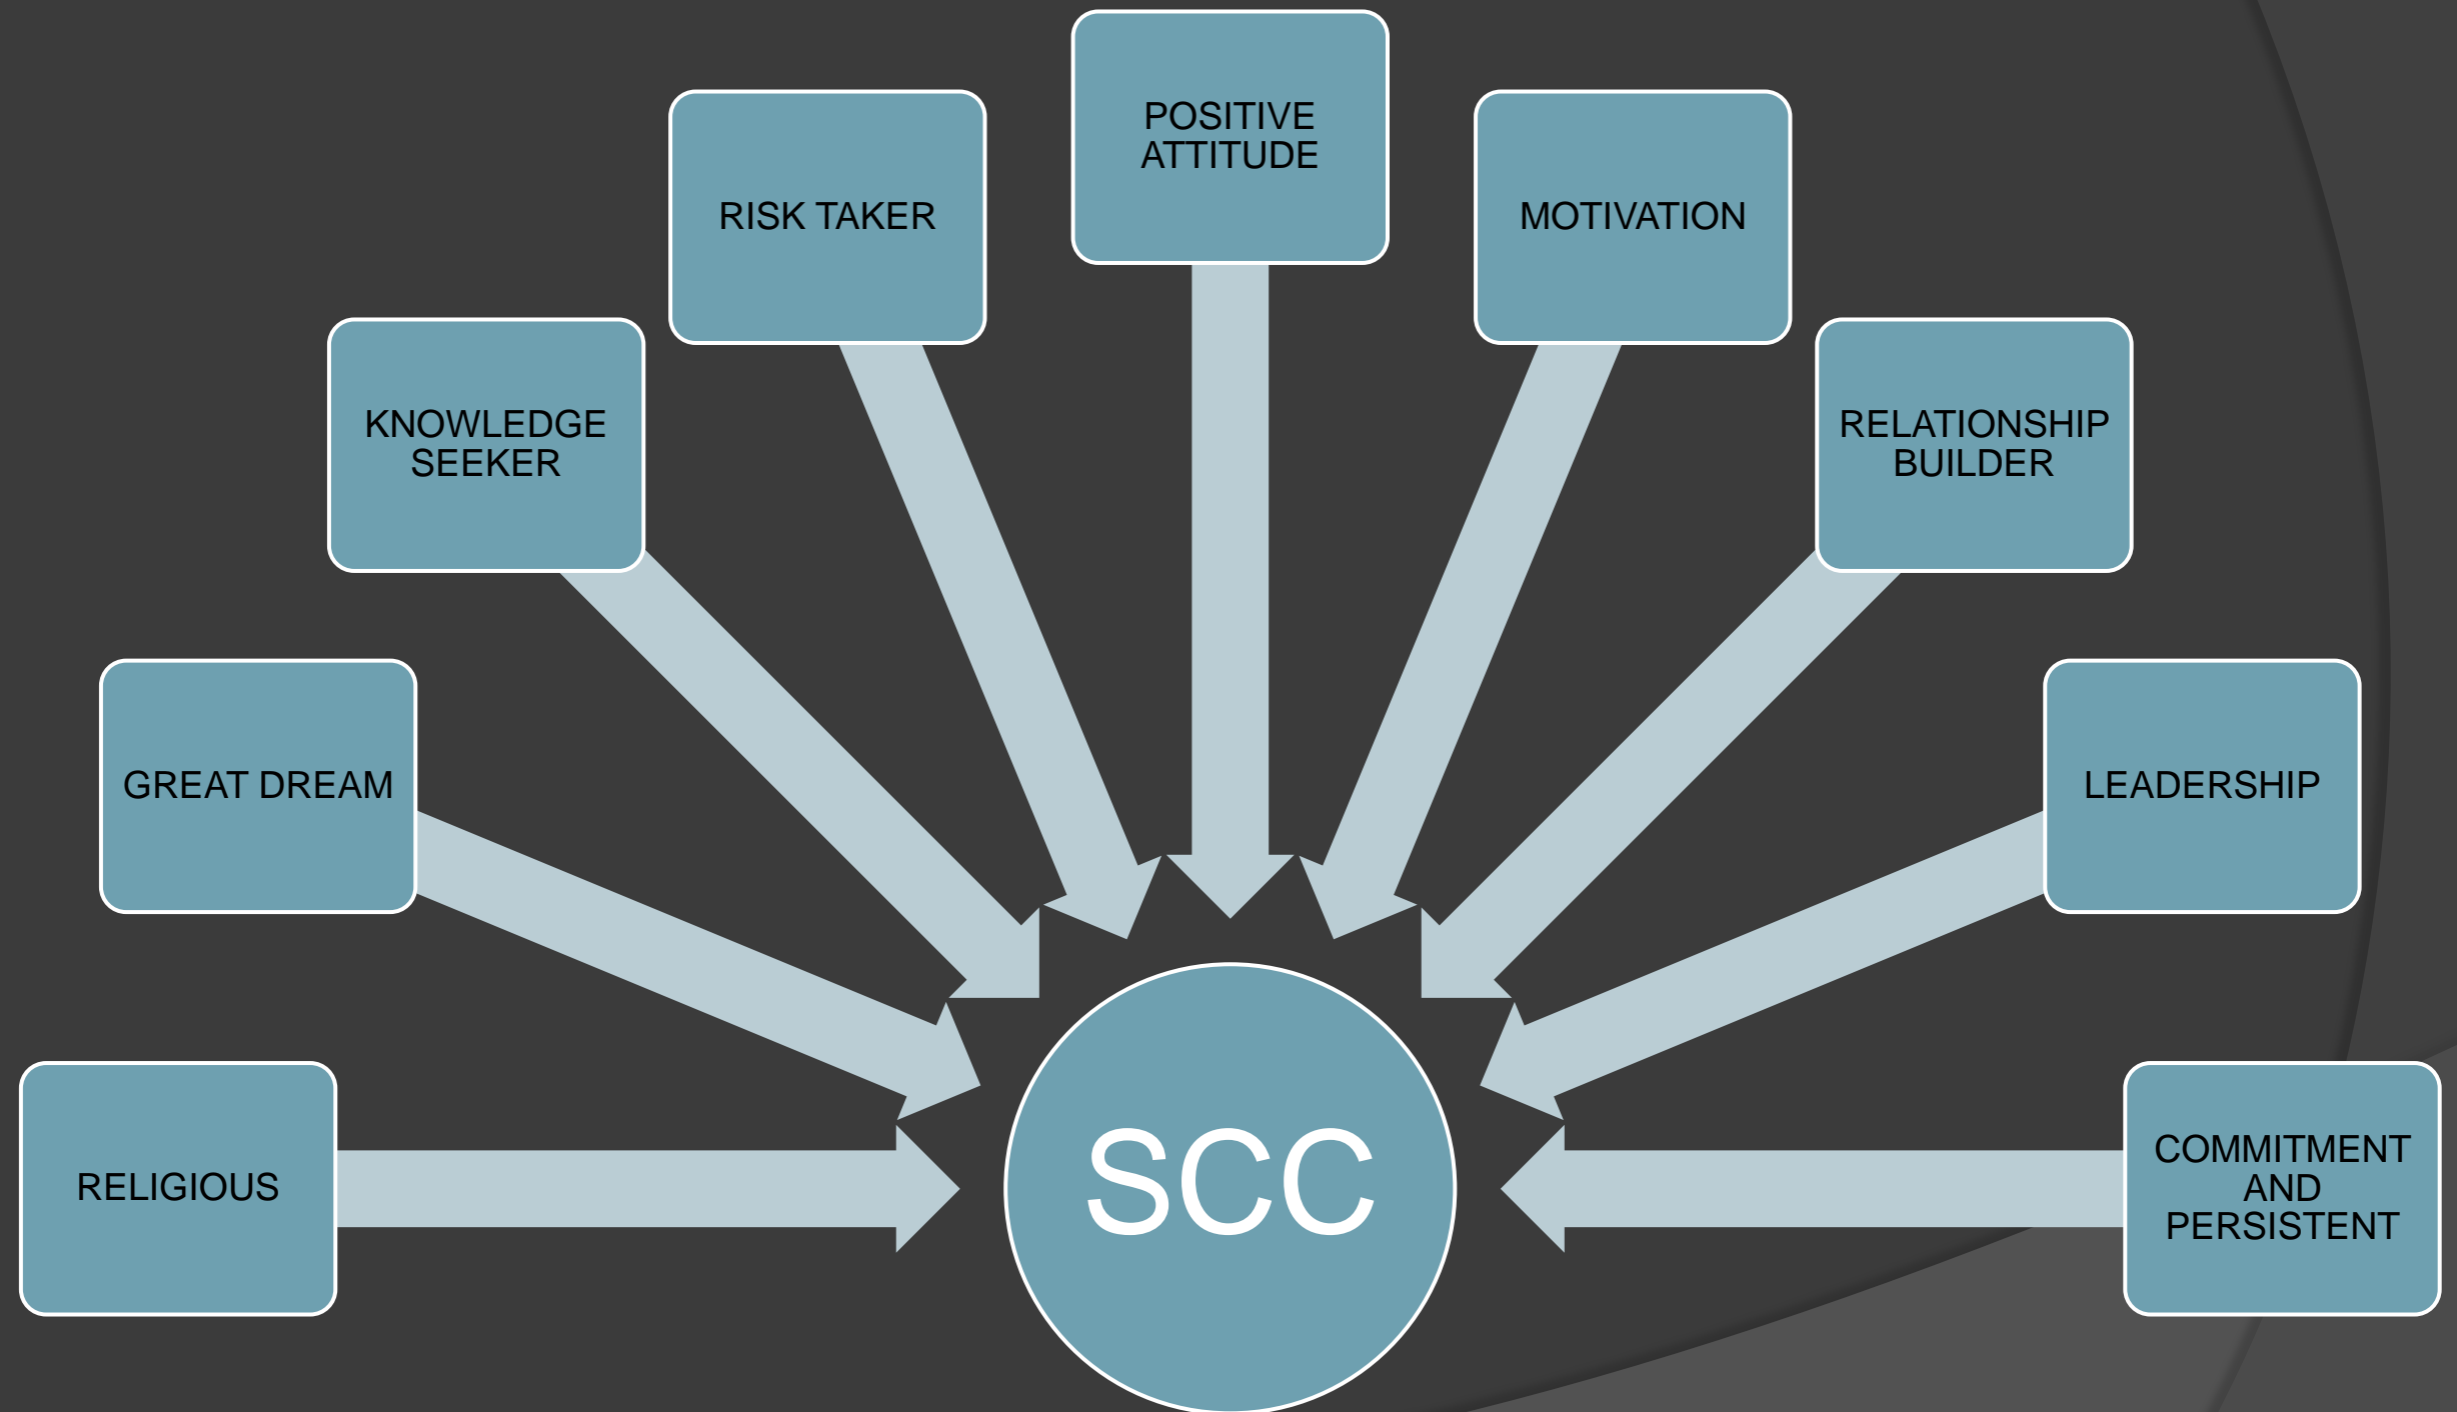 POSITIVE
ATTITUDE
RISK TAKER
MOTIVATION
KNOWLEDGE
SEEKER
RELATIONSHIP
BUILDER
GREAT DREAM
LEADERSHIP
RELIGIOUS
SCC
COMMITMENT
AND
PERSISTENT